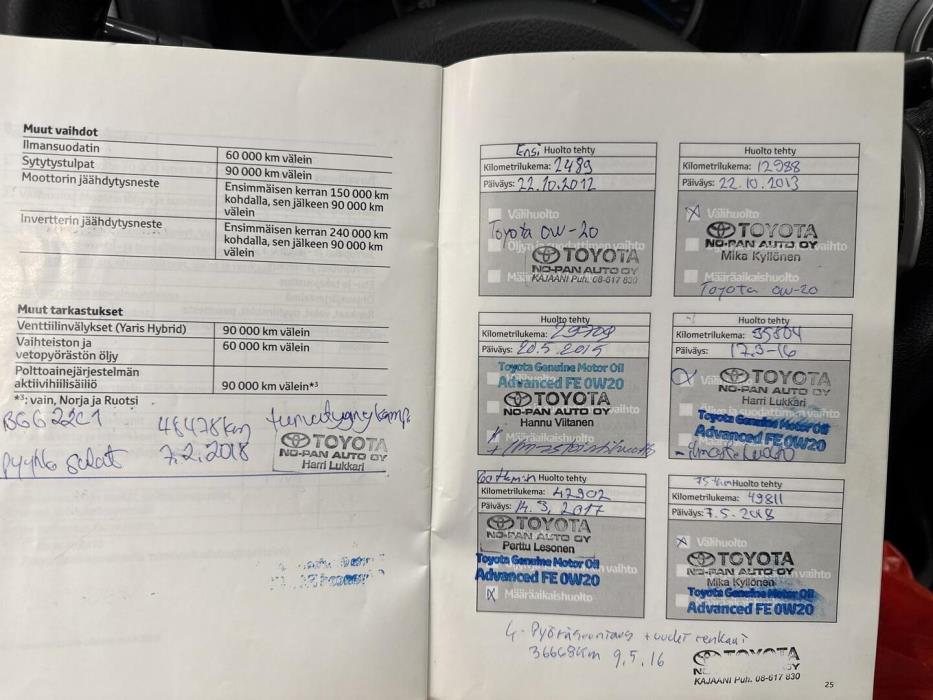 Muut vaihdot
Ilmansuodatin 60 000 km välein
Sytytystulpat 90 000 km välein
Moottorin jäähdytysneste Ensimmäisen kerran 150 000 km
kohdalla, sen jälkeen 90 000 km
välein
Invertterin jäähdytysneste Ensimmäisen kerran 240 000 km
kohdalla, sen jälkeen 90 000 km
välein
Muut tarkastukset
Venttiilinvälykset (Yaris Hybrid) 90 000 km välein
Vaihteiston ja 60 000 km välein
vetopyörästön öljy
Polttoainejärjestelmän
aktiivihiilisäiliö 90 000 km välein*3
*3: vain, Norja ja Ruotsi
48478km
7.2.2018
TOYOTA
NO-PAN AUTO OY
Harri Lukkari
Ensi Huolto tehty
Kilometrilukema: 2489
Päiväys: 22.10.2012
Välihuolto
Toyota 0W-20
Öljyn ja suodattimen vaihto
TOYOTA
NO-PAN AUTO OY
KAJAANI Puh. 08-617 830
Huolto tehty
Kilometrilukema: 12988
Päiväys: 22.10.2013
Välihuolto
TOYOTA
NO-PAN AUTO OY
Mika Kyllönen
Määräaikaishuolto
Toyota 0W-20
Huolto tehty
Kilometrilukema:
Päiväys: 20.5 2015
Toyota Genuine Motor Oil
Advanced FE 0W20
TOYOTA
NO-PAN AUTO OY
Hannu Viitanen
Huolto tehty
Kilometrilukema: 35804
Päiväys: 17.3-16
TOYOTA
NO-PAN AUTO OY
Harri Lukkari
Toyota Genuine Motor Oil
Advanced FE 0W20
Huolto tehty
Kilometrilukema: 42902
Päiväys: 14.3, 2017
TOYOTA
NO-PAN AUTO OY
Perttu Lesonen
Toyota Genuine Motor Oil
Advanced FE 0W20
Määräaikaishuolto
Huolto tehty
Kilometrilukema: 49811
Päiväys: 7.5.2018
Välihuolto
TOYOTA
NO-PAN AUTO OY
Mika Kyllönen
Toyota Genuine Motor Oil
Advanced FE 0W20
4-Pyöräsuuntaus + uudet renkaat
36668km 9.5.16
TOYOTA
KAJAANI Puh. 08-617 830
25